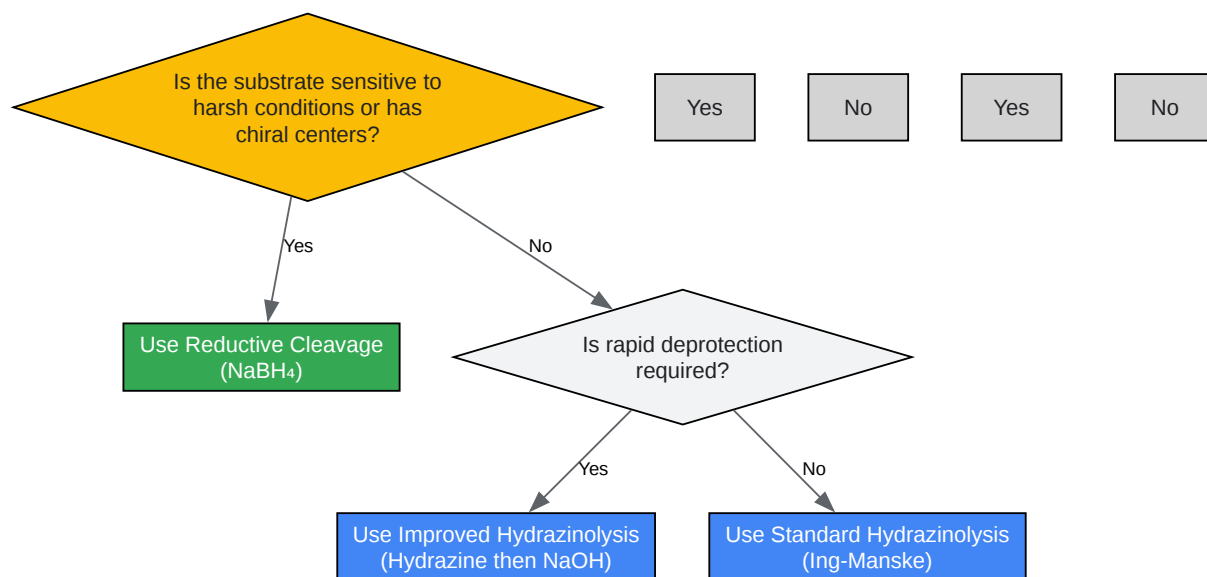 Is the substrate sensitive to
harsh conditions or has
chiral centers?
Yes
No
Yes
No
Yes
No
Use Reductive Cleavage
(NaBH₄)
Is rapid deprotection
required?
Yes
No
Use Improved Hydrazinolysis
(Hydrazine then NaOH)
Use Standard Hydrazinolysis
(Ing-Manske)